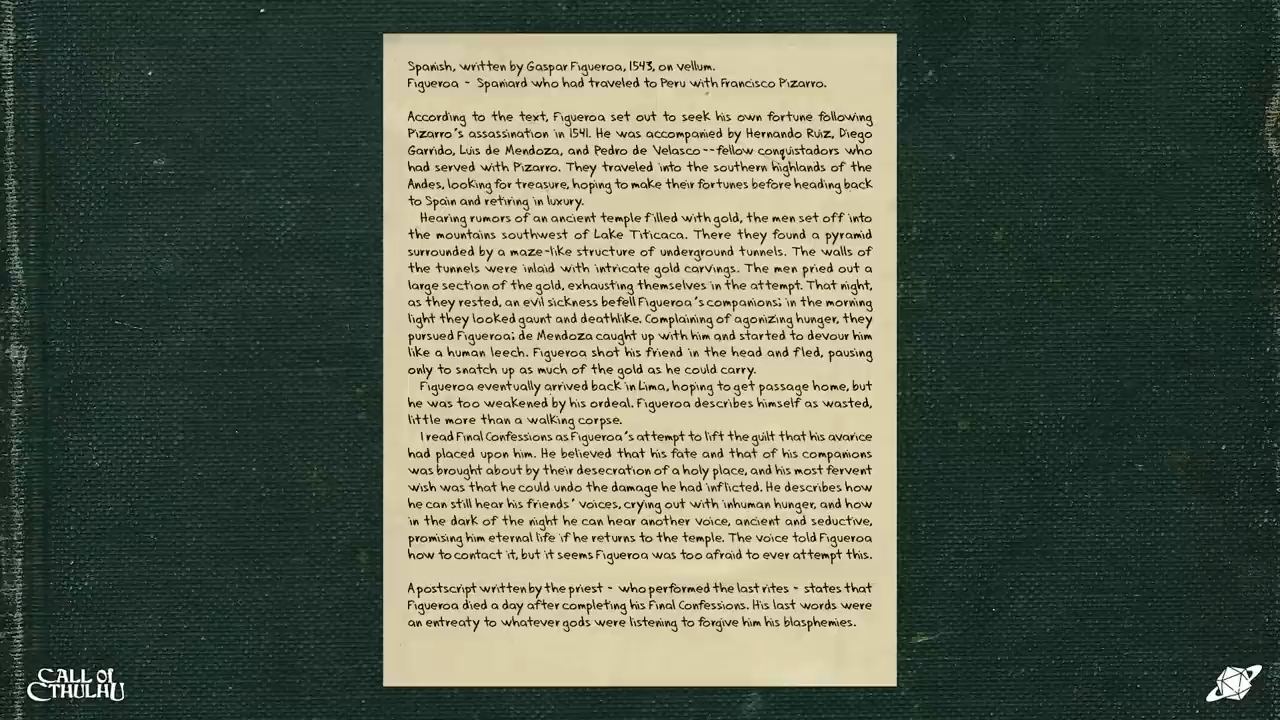 Spanish, written by Gaspar Figueroa, 1543, on vellum.
Figueroa - Spaniard who had traveled to Peru with Francisco Pizarro.
According to the text, Figueroa set out to seek his own fortune following
Pizarro's assassination in 1541. He was accompanied by Hernando Ruiz, Diego
Garrido, Luis de Mendoza, and Pedro de Velasco--fellow conquistadors who
had served with Pizarro. They traveled into the southern highlands of the
Andes, looking for treasure, hoping to make their fortunes before heading back
to Spain and retiring in luxury.
Hearing rumors of an ancient temple filled with gold, the men set off into
the mountains southwest of Lake Titicaca. There they found a pyramid
surrounded by a maze-like structure of underground tunnels. The walls of
the tunnels were inlaid with intricate gold carvings. The men pried out a
large section of the gold, exhausting themselves in the attempt. That night,
as they rested, an evil sickness befell Figueroa's companions; in the morning
light they looked gaunt and deathlike. Complaining of agonizing hunger, they
pursued Figueroa; de Mendoza caught up with him and started to devour him
like a human leech. Figueroa shot his friend in the head and fled, pausing
only to snatch up as much of the gold as he could carry.
Figueroa eventually arrived back in Lima, hoping to get passage home, but
he was too weakened by his ordeal. Figueroa describes himself as wasted,
little more than a walking corpse.
I read Final Confessions as Figueroa's attempt to lift the guilt that his avarice
had placed upon him. He believed that his fate and that of his companions
was brought about by their desecration of a holy place, and his most fervent
wish was that he could undo the damage he had inflicted. He describes how
he can still hear his friends' voices, crying out with inhuman hunger, and how
in the dark of the night he can hear another voice, ancient and seductive,
promising him eternal life if he returns to the temple. The voice told Figueroa
how to contact it, but it seems Figueroa was too afraid to ever attempt this.
A postscript written by the priest - who performed the last rites - states that
Figueroa died a day after completing his Final Confessions. His last words were
an entreaty to whatever gods were listening to forgive him his blasphemies.
CALL of
CTHULHU